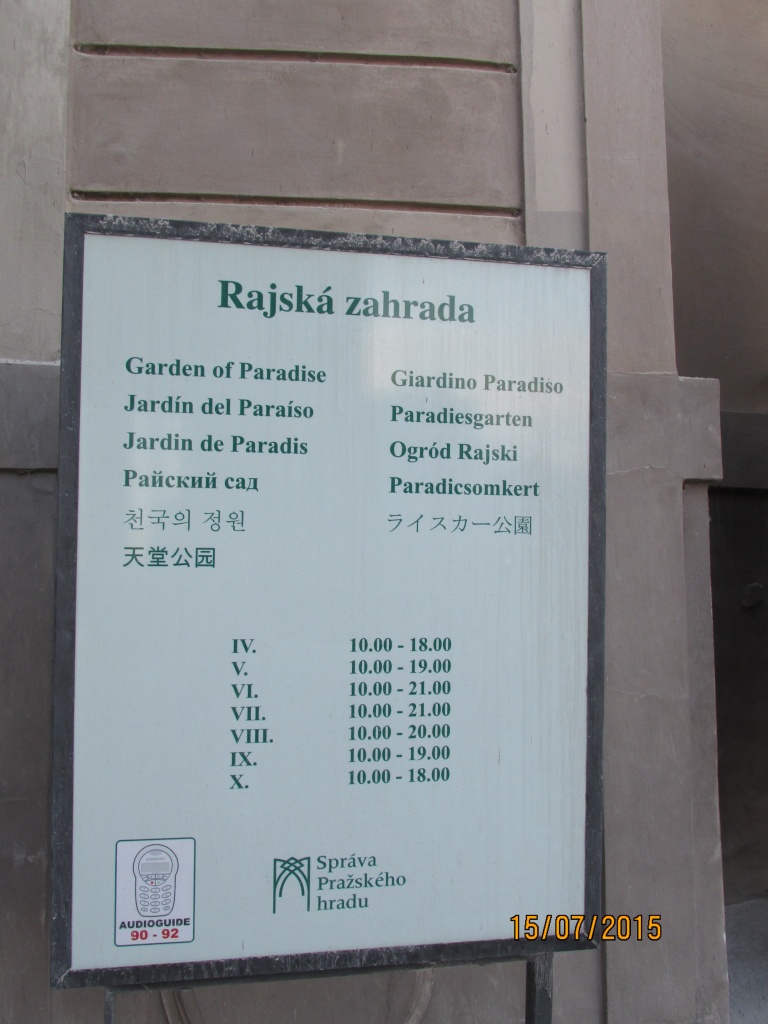 Rajská zahrada
Garden of Paradise
Jardín del Paraíso
Jardin de Paradis
Райский сад
천국의 정원
天堂公园
Giardino Paradiso
Paradiesgarten
Ogród Rajski
Paradicsomkert
ライスカー公園
IV. 10.00 - 18.00
V. 10.00 - 19.00
VI. 10.00 - 21.00
VII. 10.00 - 21.00
VIII. 10.00 - 20.00
IX. 10.00 - 19.00
X. 10.00 - 18.00
AUDIOGUIDE
90 - 92
Správa
Pražského
hradu
15/07/2015